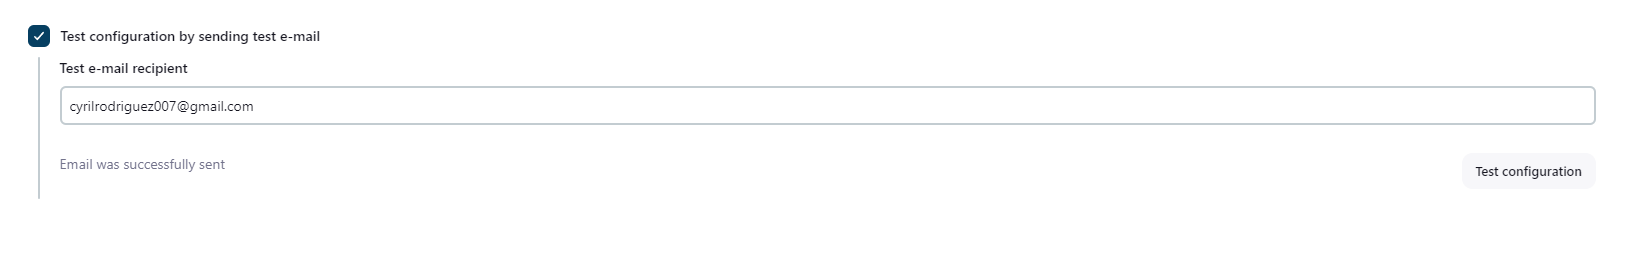 Test configuration by sending test e-mail
Test e-mail recipient
cyrilrodriguez007@gmail.com
Email was successfully sent
Test configuration